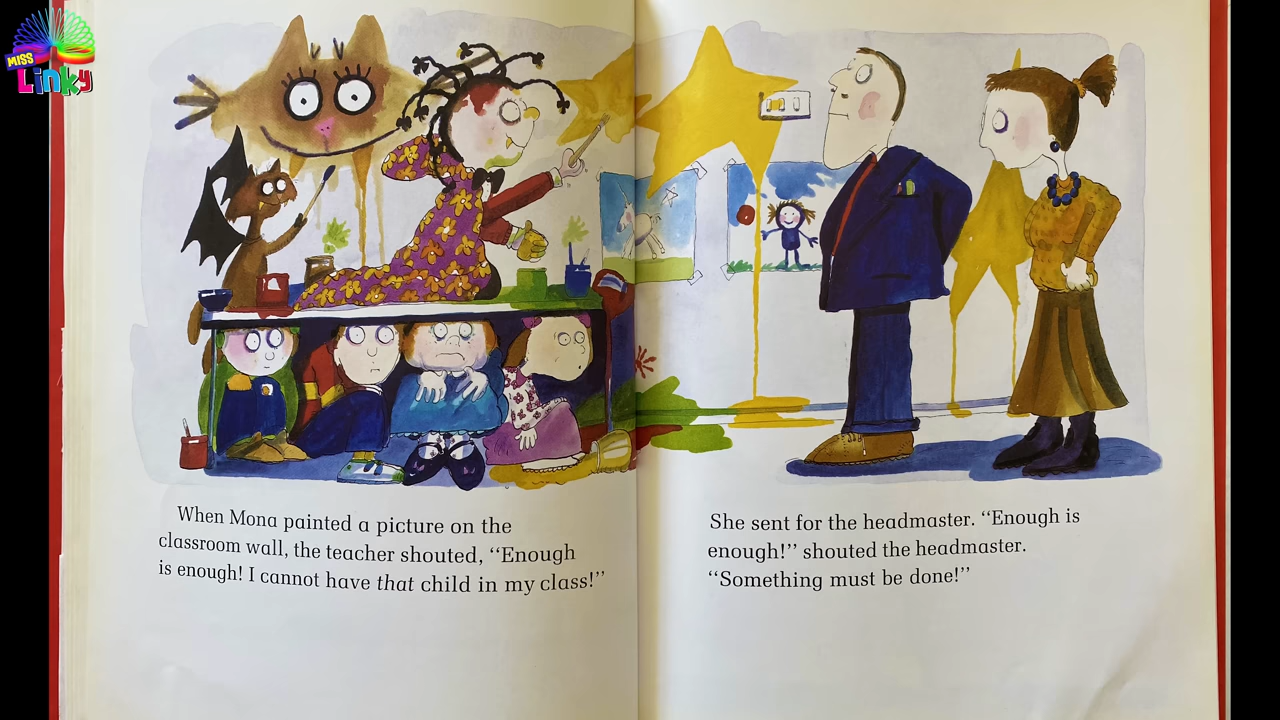 MISS
Linky
When Mona painted a picture on the
classroom wall, the teacher shouted, “Enough
is enough! I cannot have that child in my class!”
She sent for the headmaster. “Enough is
enough!” shouted the headmaster.
“Something must be done!”